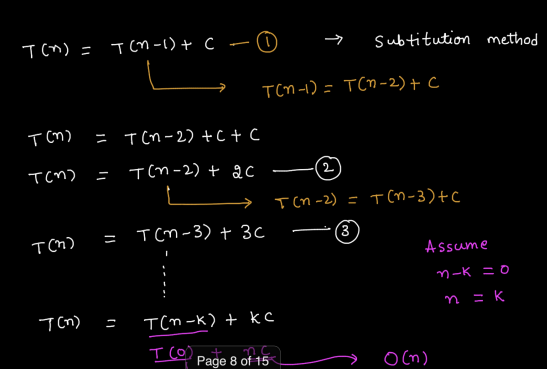 T(n) = T(n-1) + C — ① → Subtitution method
T(n-1) = T(n-2) + C
T(n) = T(n-2) + C + C
T(n) = T(n-2) + 2C — ②
T(n-2) = T(n-3) + C
T(n) = T(n-3) + 3C — ③
Assume
n-k = 0
n = k
T(n) = T(n-k) + kC
T(0) + nC → O(n)
Page 8 of 15